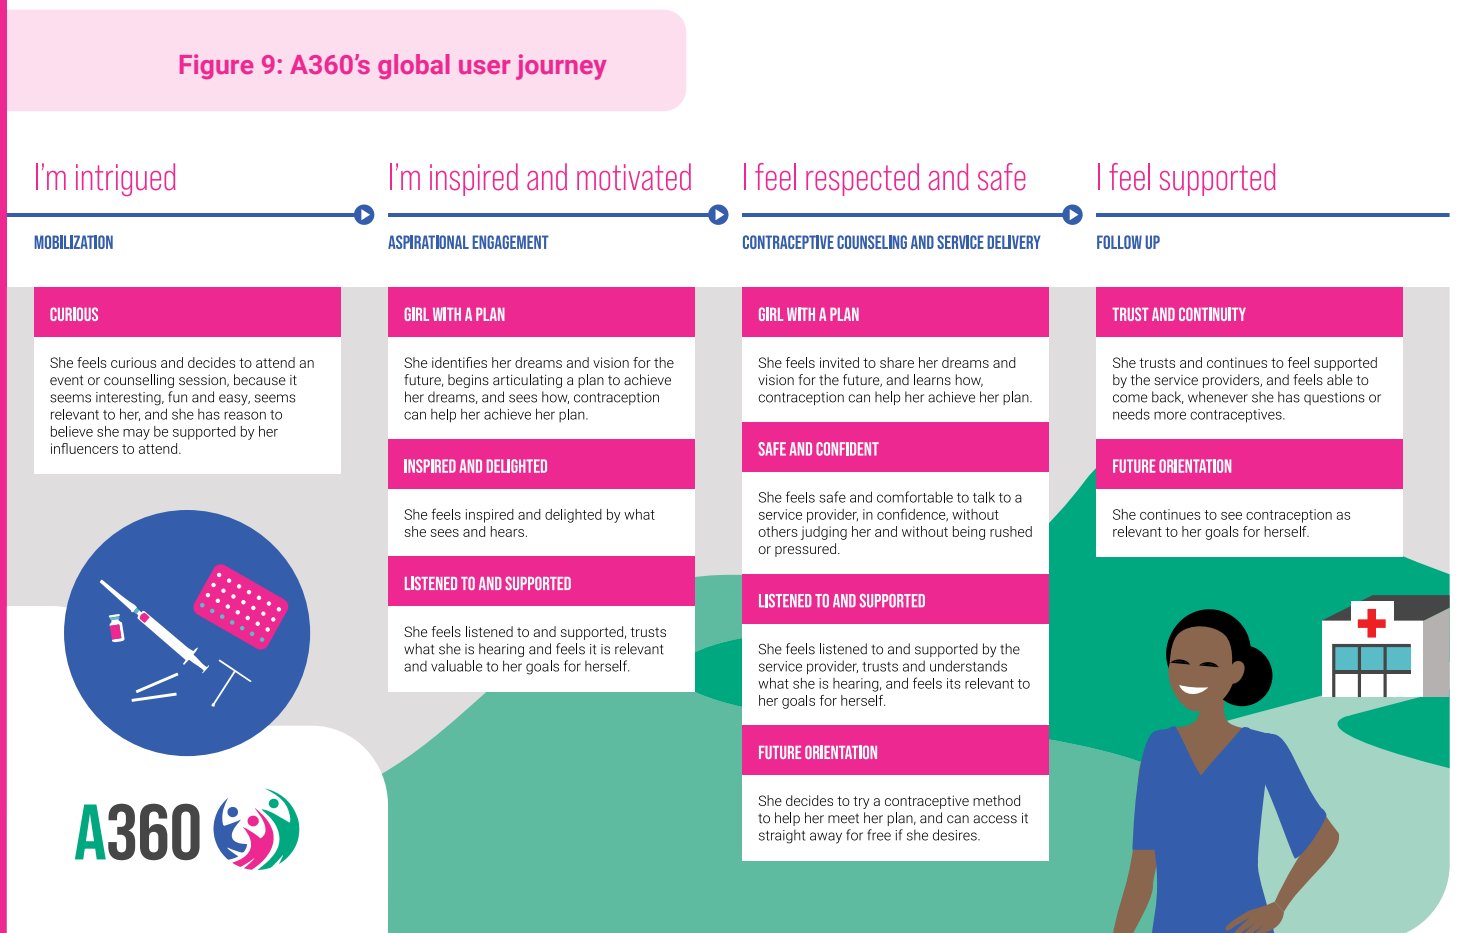 Figure 9: A360's global user journey
I'm intrigued
MOBILIZATION
CURIOUS
She feels curious and decides to attend an
event or counselling session, because it
seems interesting, fun and easy, seems
relevant to her, and she has reason to
believe she may be supported by her
influencers to attend.
I'm inspired and motivated
ASPIRATIONAL ENGAGEMENT
GIRL WITH A PLAN
She identifies her dreams and vision for the
future, begins articulating a plan to achieve
her dreams, and sees how, contraception
can help her achieve her plan.
INSPIRED AND DELIGHTED
She feels inspired and delighted by what
she sees and hears.
LISTENED TO AND SUPPORTED
She feels listened to and supported, trusts
what she is hearing and feels it is relevant
and valuable to her goals for herself.
I feel respected and safe
CONTRACEPTIVE COUNSELING AND SERVICE DELIVERY
GIRL WITH A PLAN
She feels invited to share her dreams and
vision for the future, and learns how,
contraception can help her achieve her plan.
SAFE AND CONFIDENT
She feels safe and comfortable to talk to a
service provider, in confidence, without
others judging her and without being rushed
or pressured.
LISTENED TO AND SUPPORTED
She feels listened to and supported by the
service provider, trusts and understands
what she is hearing, and feels its relevant to
her goals for herself.
FUTURE ORIENTATION
She decides to try a contraceptive method
to help her meet her plan, and can access it
straight away for free if she desires.
I feel supported
FOLLOW UP
TRUST AND CONTINUITY
She trusts and continues to feel supported
by the service providers, and feels able to
come back, whenever she has questions or
needs more contraceptives.
FUTURE ORIENTATION
She continues to see contraception as
relevant to her goals for herself.
A360